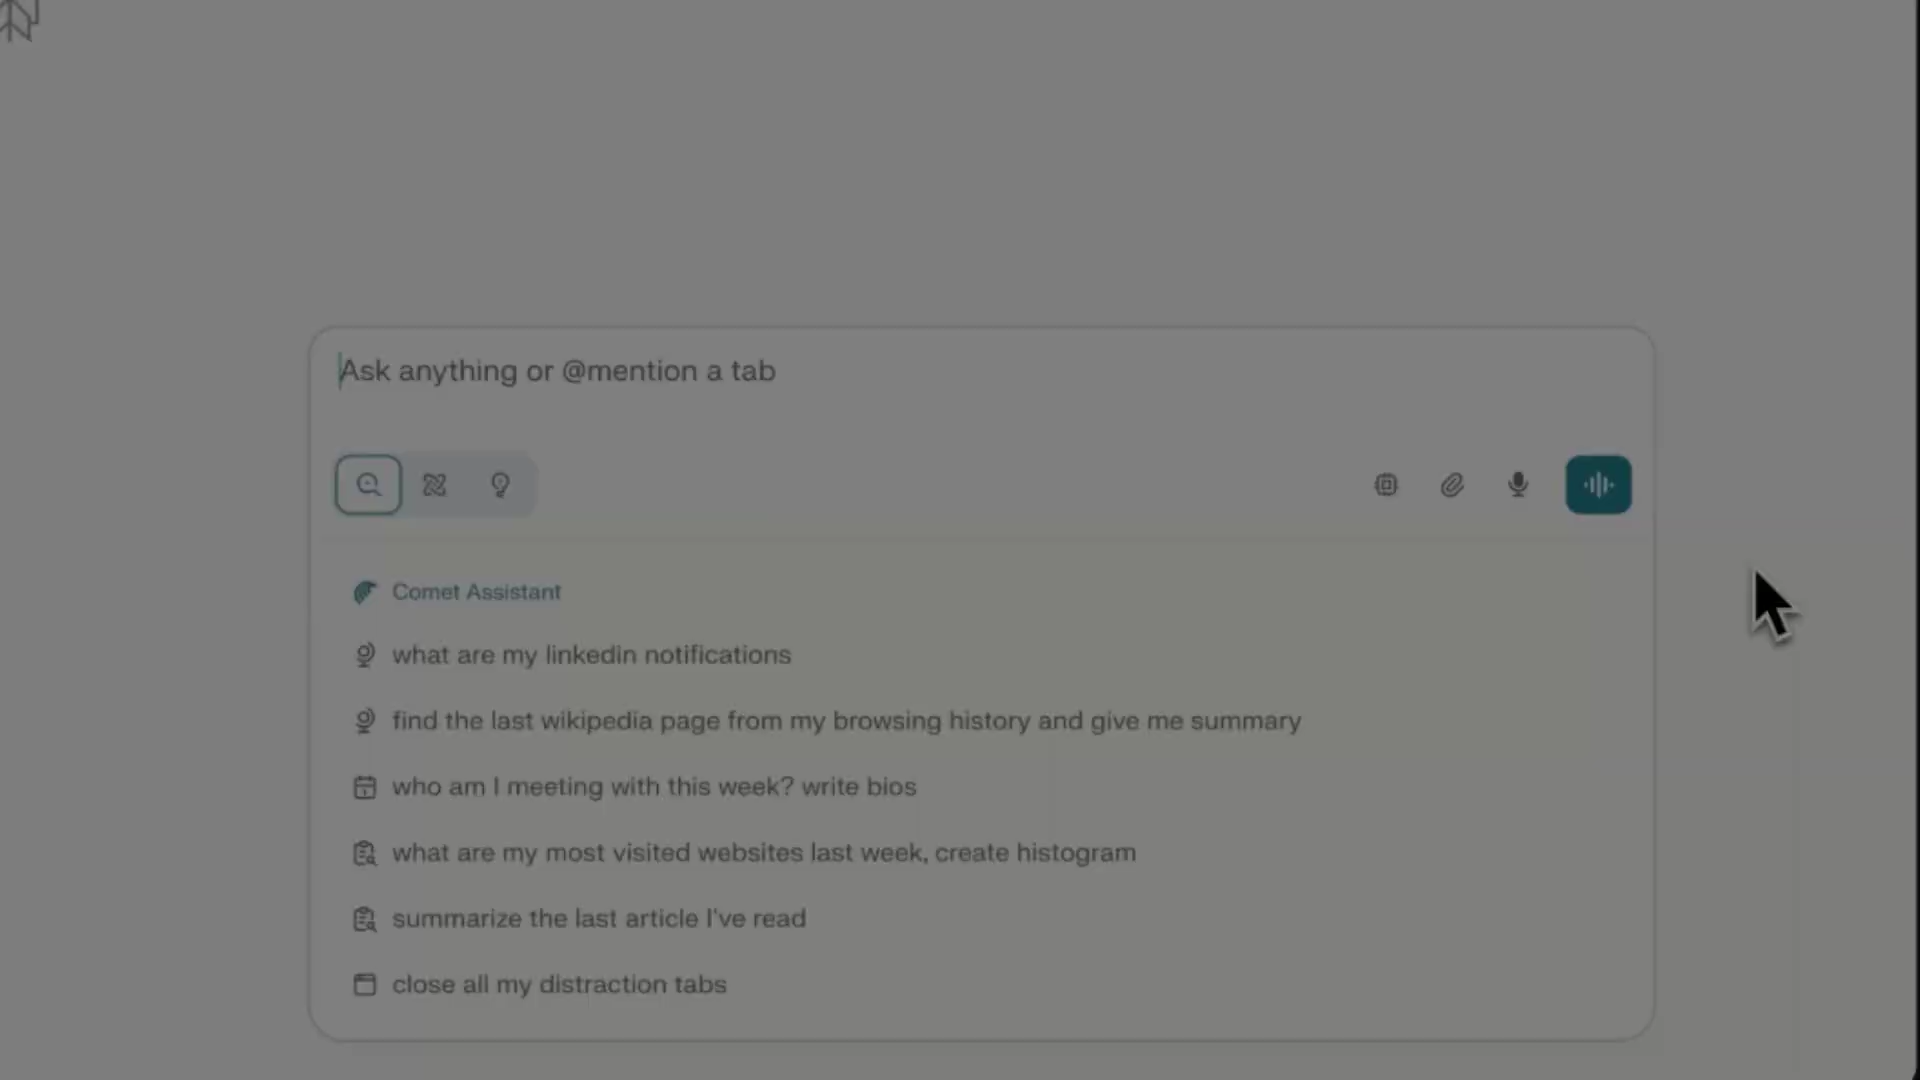 Ask anything or @mention a tab
Comet Assistant
what are my linkedin notifications
find the last wikipedia page from my browsing history and give me summary
who am I meeting with this week? write bios
what are my most visited websites last week, create histogram
summarize the last article I've read
close all my distraction tabs